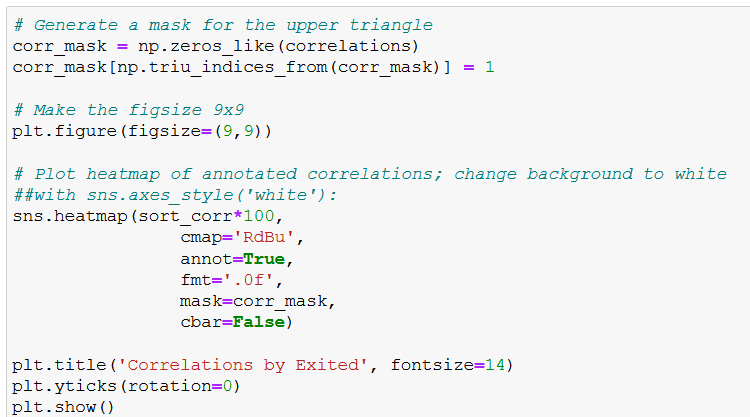 # Generate a mask for the upper triangle
corr_mask = np.zeros_like(correlations)
corr_mask[np.triu_indices_from(corr_mask)] = 1

# Make the figsize 9x9
plt.figure(figsize=(9,9))

# Plot heatmap of annotated correlations; change background to white
##with sns.axes_style('white'):
sns.heatmap(sort_corr*100,
                 cmap='RdBu',
                 annot=True,
                 fmt='.0f',
                 mask=corr_mask,
                 cbar=False)

plt.title('Correlations by Exited', fontsize=14)
plt.yticks(rotation=0)
plt.show()